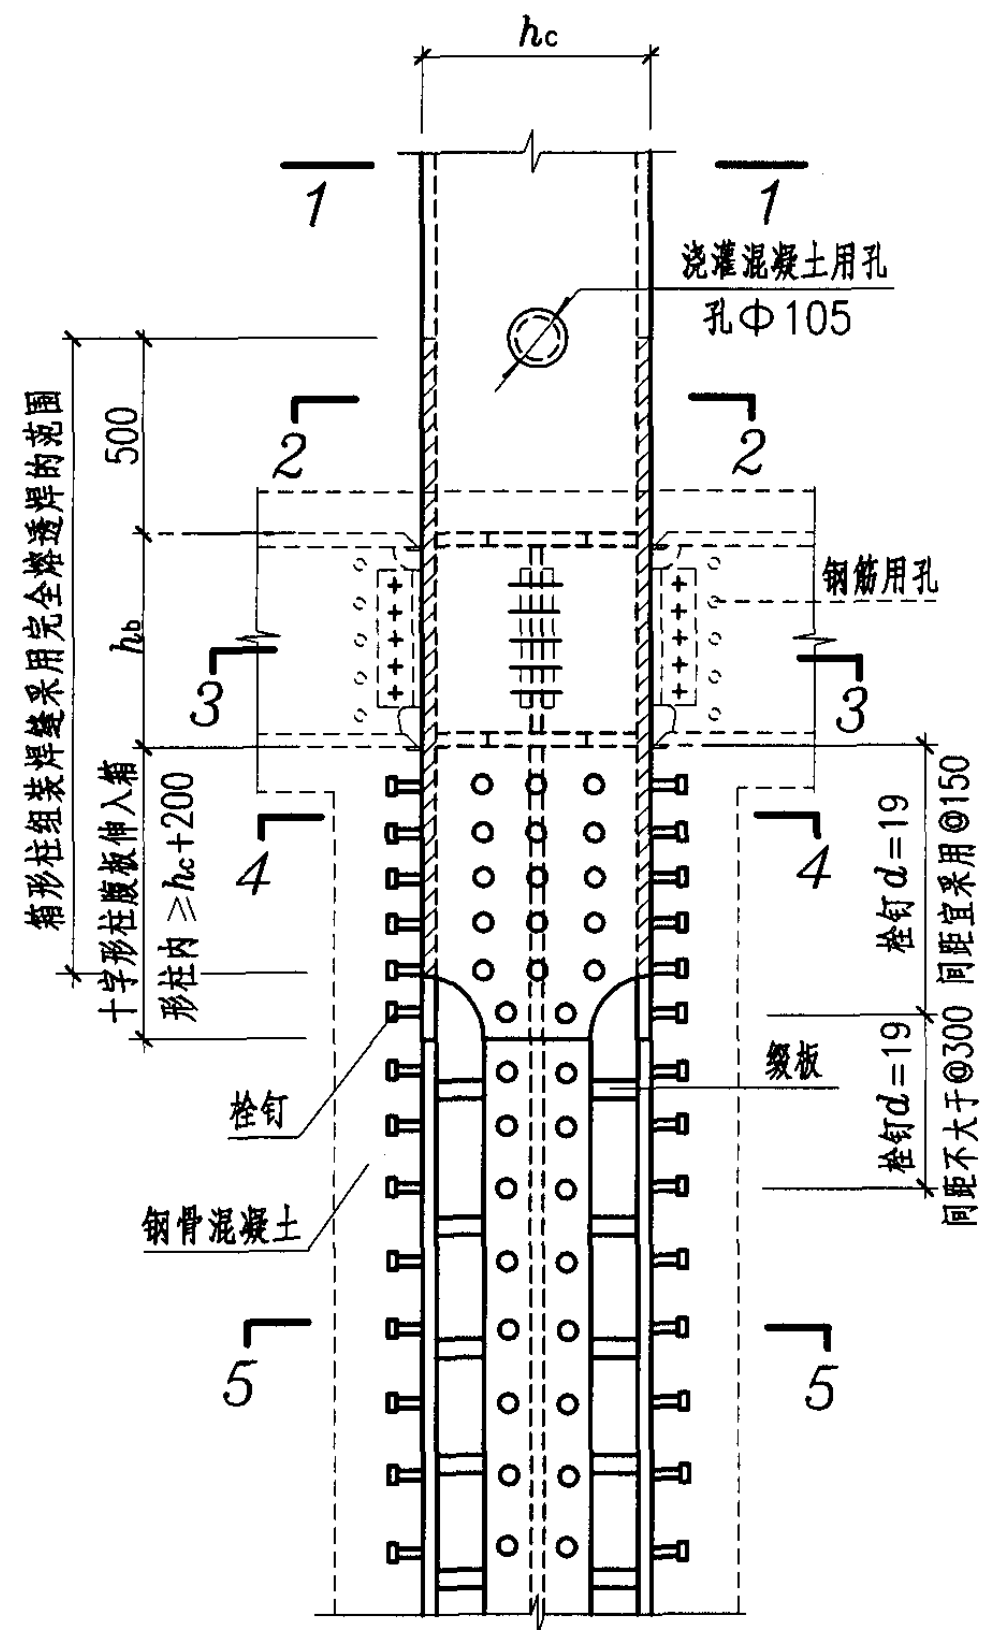 hc
1
1
浇灌混凝土用孔
孔Φ105
箱形柱组装焊缝采用完全熔透焊的范围
500
2
2
钢筋用孔
hb
3
3
十字形柱腹板伸入箱
形柱内≥hc+200
4
4
栓钉d=19
间距宜采用@150
栓钉
缀板
栓钉d=19
间距不大于@300
钢骨混凝土
5
5